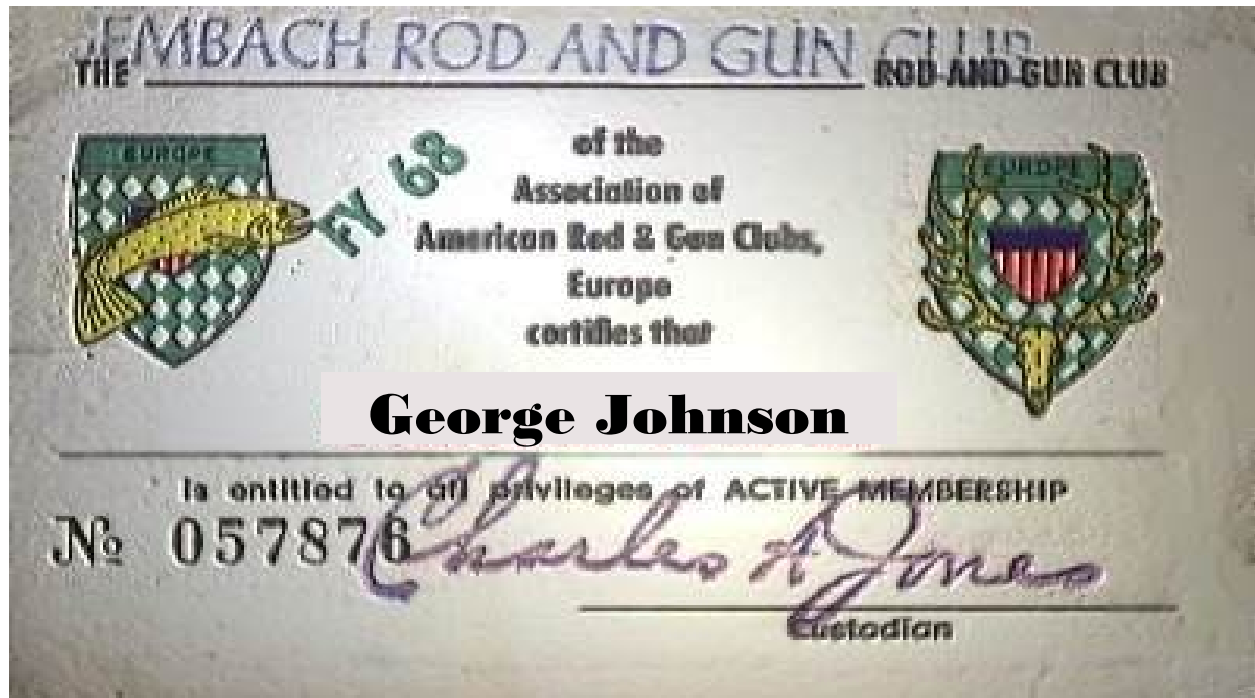 SEMBACH ROD AND GUN CLUB
THE ROD AND GUN CLUB
EUROPE
FY 68
of the
Association of
American Rod & Gun Clubs,
Europe
certifies that
EUROPE
George Johnson
is entitled to all privileges of ACTIVE MEMBERSHIP
№ 057876
Charles A Jones
Custodian